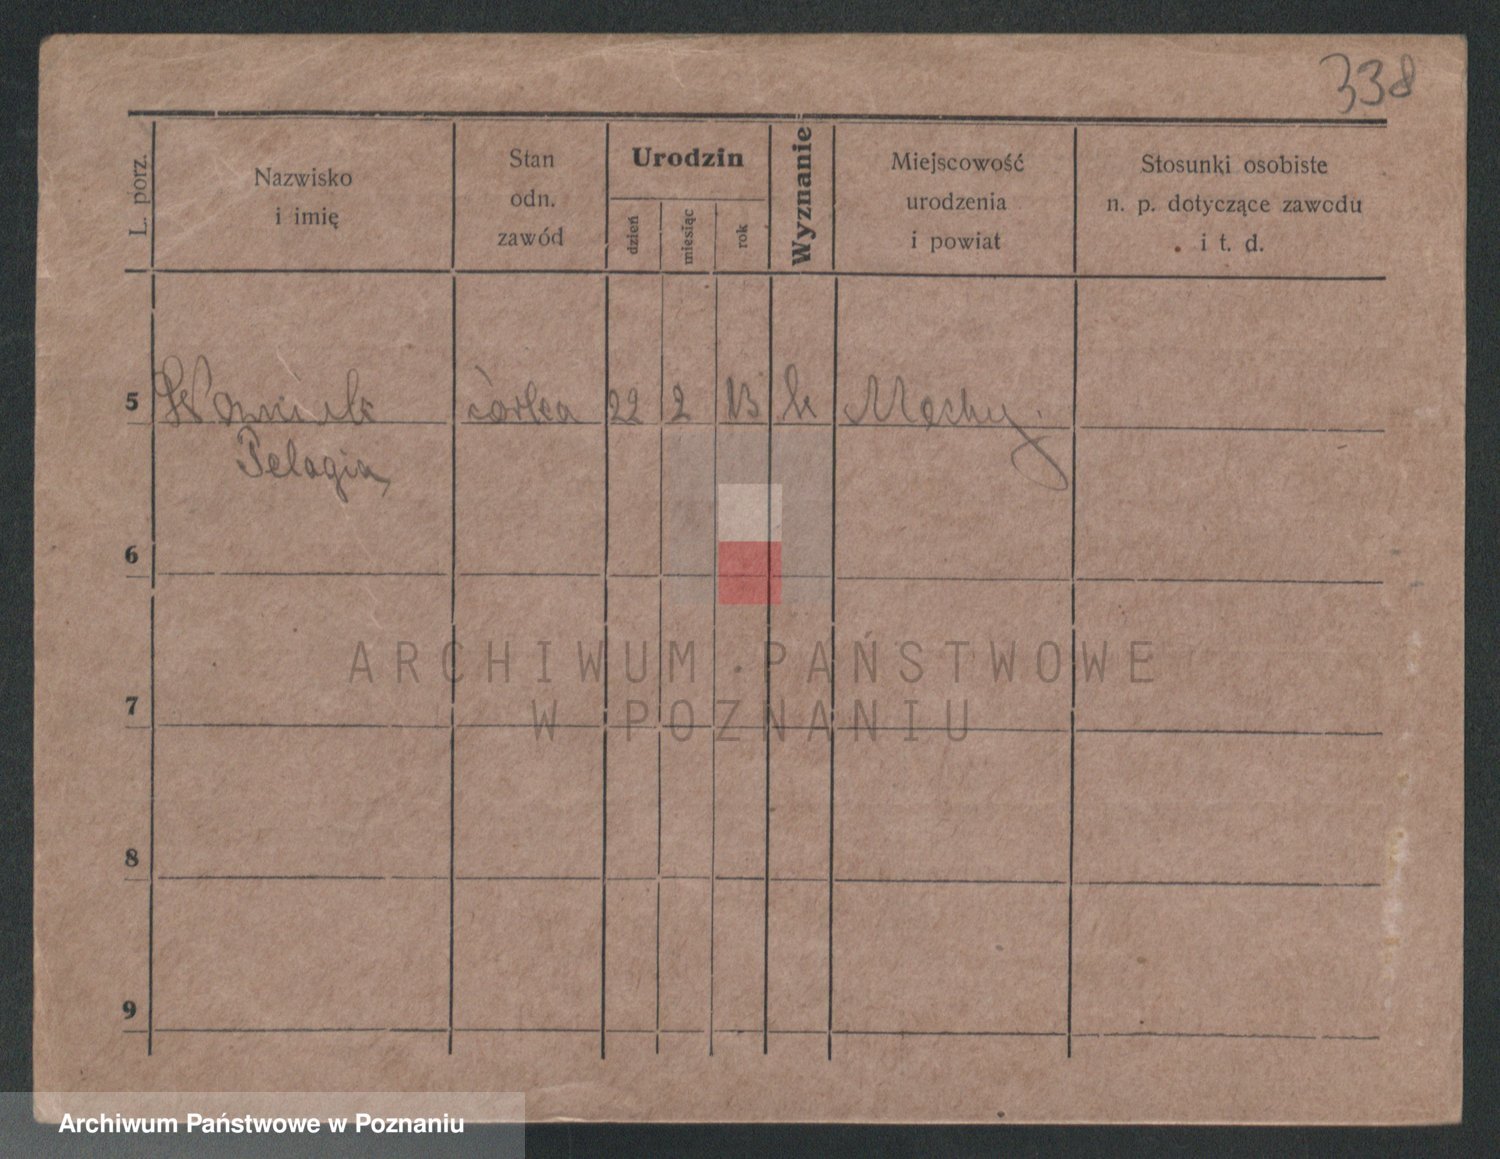 338
L. porz.
Nazwisko
i imię
Stan
odn.
zawód
Urodzin
dzień
miesiąc
rok
Wyznanie
Miejscowość
urodzenia
i powiat
Stosunki osobiste
n. p. dotyczące zawodu
i t. d.
5 córka 22 2 13 k Mochy.
Pelagia
6
7
8
9
ARCHIWUM PAŃSTWOWE
W POZNANIU
Archiwum Państwowe w Poznaniu